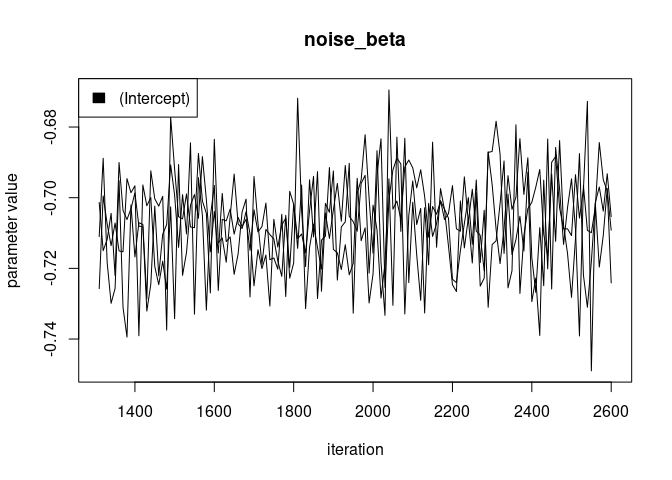 noise_beta
(Intercept)
parameter value
-0.68
-0.70
-0.72
-0.74
1400 1600 1800 2000 2200 2400 2600
iteration